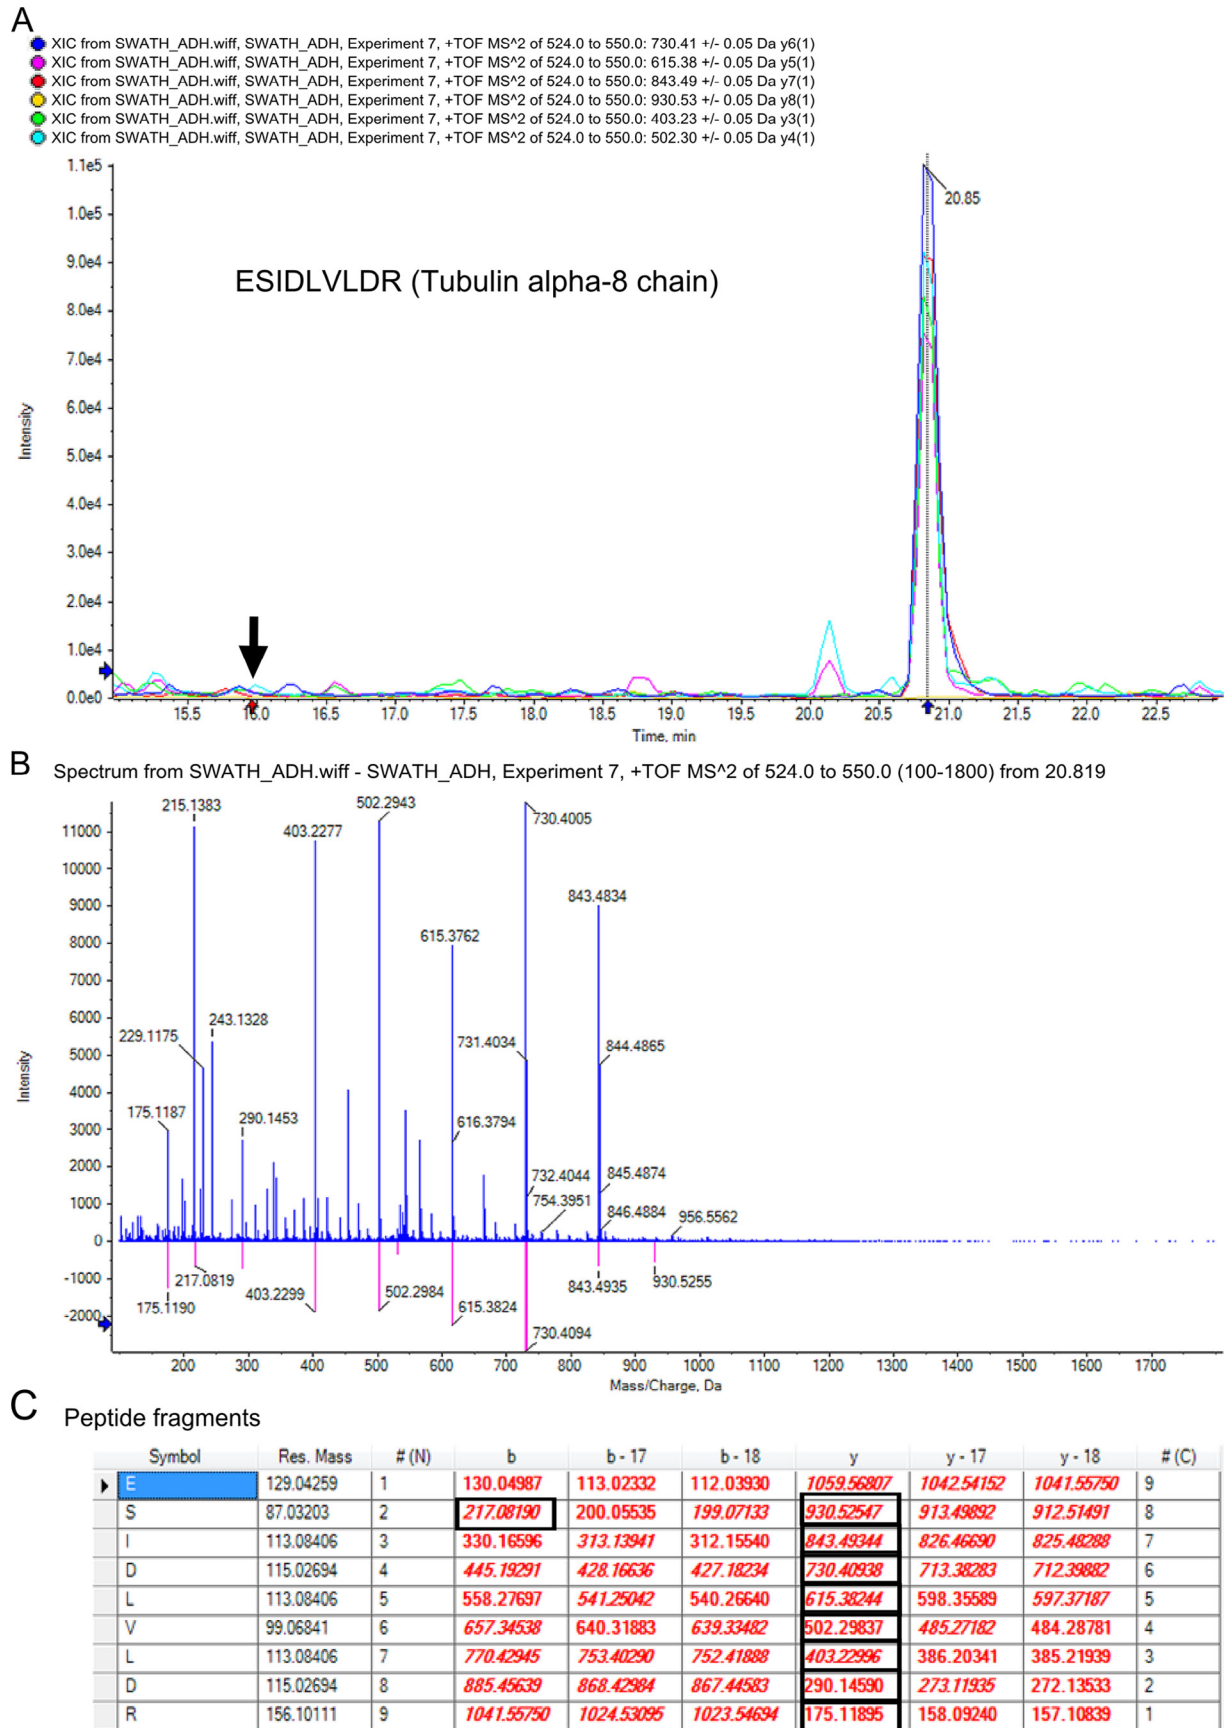 A
XIC from SWATH_ADH.wiff, SWATH_ADH, Experiment 7, +TOF MS^2 of 524.0 to 550.0: 730.41 +/- 0.05 Da y6(1)
XIC from SWATH_ADH.wiff, SWATH_ADH, Experiment 7, +TOF MS^2 of 524.0 to 550.0: 615.38 +/- 0.05 Da y5(1)
XIC from SWATH_ADH.wiff, SWATH_ADH, Experiment 7, +TOF MS^2 of 524.0 to 550.0: 843.49 +/- 0.05 Da y7(1)
XIC from SWATH_ADH.wiff, SWATH_ADH, Experiment 7, +TOF MS^2 of 524.0 to 550.0: 930.53 +/- 0.05 Da y8(1)
XIC from SWATH_ADH.wiff, SWATH_ADH, Experiment 7, +TOF MS^2 of 524.0 to 550.0: 403.23 +/- 0.05 Da y3(1)
XIC from SWATH_ADH.wiff, SWATH_ADH, Experiment 7, +TOF MS^2 of 524.0 to 550.0: 502.30 +/- 0.05 Da y4(1)
1.1e5
20.85
1.0e5
9.0e4
ESIDLVLDR (Tubulin alpha-8 chain)
8.0e4
7.0e4
6.0e4
Intensity
5.0e4
4.0e4
3.0e4
2.0e4
1.0e4
0.0e0
15.5 16.0 16.5 17.0 17.5 18.0 18.5 19.0 19.5 20.0 20.5 21.0 21.5 22.0 22.5
Time, min
B Spectrum from SWATH_ADH.wiff - SWATH_ADH, Experiment 7, +TOF MS^2 of 524.0 to 550.0 (100-1800) from 20.819
215.1383 502.2943
730.4005
11000 403.2277
10000
9000 843.4834
8000 615.3762
7000
6000
243.1328
229.1175 731.4034 844.4865
5000
Intensity
4000
175.1187 290.1453 616.3794
3000
2000 732.4044 845.4874
754.3951
1000 846.4884 956.5562
0
-1000 217.0819 843.4935 930.5255
175.1190 403.2299 502.2984 615.3824
-2000
730.4094
200 300 400 500 600 700 800 900 1000 1100 1200 1300 1400 1500 1600 1700
Mass/Charge, Da
C Peptide fragments
Symbol Res. Mass # (N) b b - 17 b - 18 y y - 17 y - 18 # (C)
E 129.04259 1 130.04987 113.02332 112.03930 1059.56807 1042.54152 1041.55750 9
S 87.03203 2 217.08190 200.05535 199.07133 930.52547 913.49892 912.51491 8
I 113.08406 3 330.16596 313.13941 312.15540 843.49344 826.46690 825.48288 7
D 115.02694 4 445.19291 428.16636 427.18234 730.40938 713.38283 712.39882 6
L 113.08406 5 558.27697 541.25042 540.26640 615.38244 598.35589 597.37187 5
V 99.06841 6 657.34538 640.31883 639.33482 502.29837 485.27182 484.28781 4
L 113.08406 7 770.42945 753.40290 752.41888 403.22996 386.20341 385.21939 3
D 115.02694 8 885.45639 868.42984 867.44583 290.14590 273.11935 272.13533 2
R 156.10111 9 1041.55750 1024.53095 1023.54694 175.11895 158.09240 157.10839 1